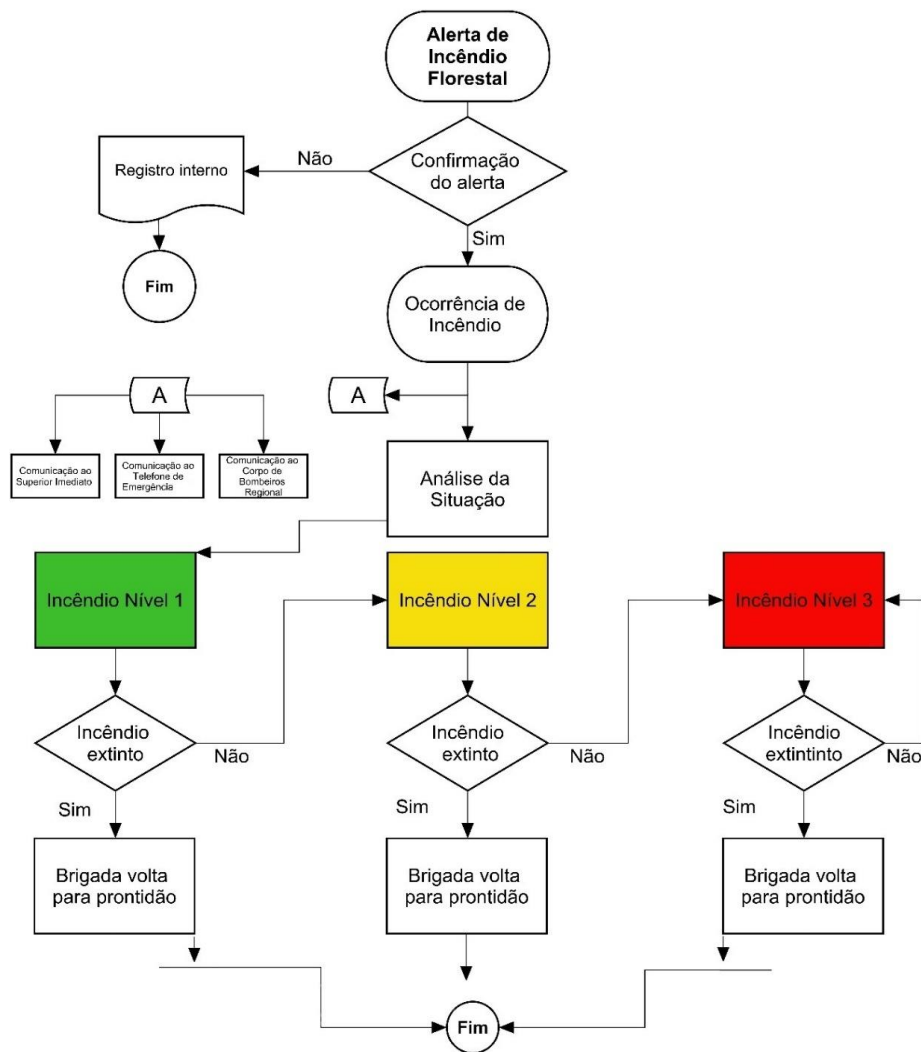 Alerta de
Incêndio
Florestal
Não
Registro interno
Confirmação
do alerta
Sim
Fim
Ocorrência de
Incêndio
A
A
Comunicação ao
Superior Imediato
Comunicação ao
Telefone de
Emergência
Comunicação ao
Corpo de
Bombeiros
Regional
Análise da
Situação
Incêndio Nível 1
Incêndio Nível 2
Incêndio Nível 3
Incêndio
extinto
Não
Incêndio
extinto
Não
Incêndio
extintinto
Não
Sim
Sim
Sim
Brigada volta
para prontidão
Brigada volta
para prontidão
Brigada volta
para prontidão
Fim